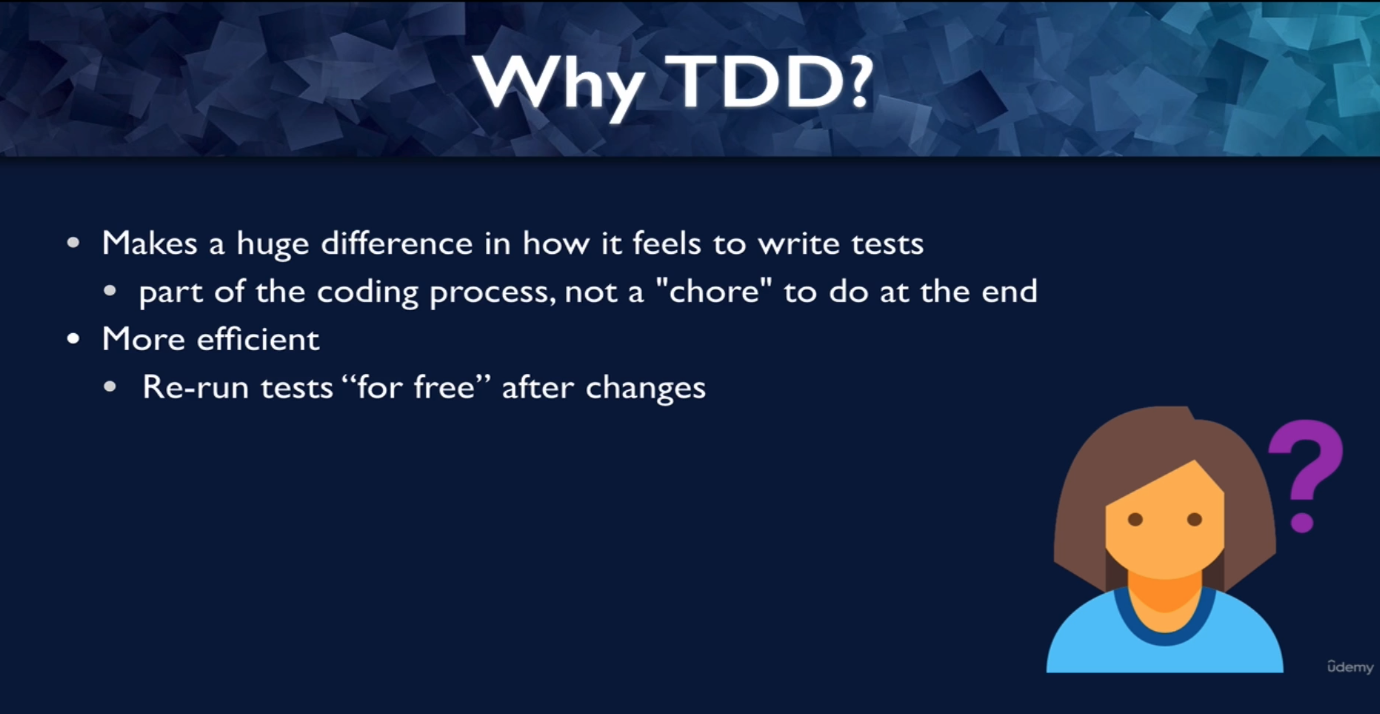 Why TDD?
• Makes a huge difference in how it feels to write tests
• part of the coding process, not a "chore" to do at the end
• More efficient
• Re-run tests “for free” after changes
?
ûdemy